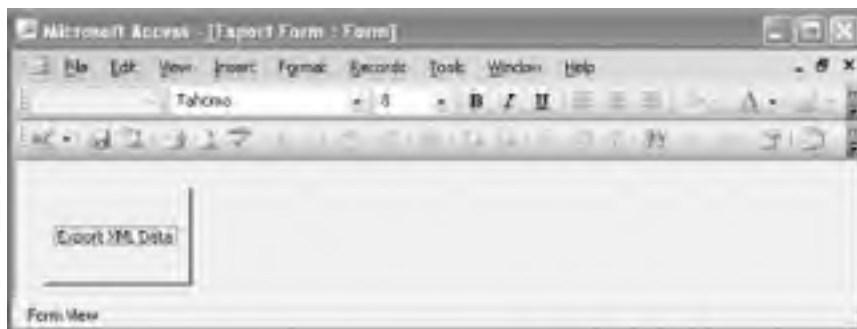 Microsoft Access - [Export Form : Form]
File Edit View Insert Format Records Tools Window Help
Tahoma 8 B I U A
Export XML Data
Form View